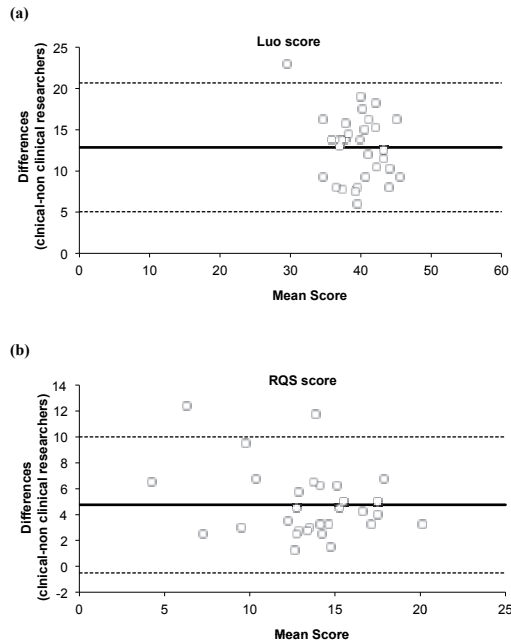 (a)
Luo score
25
20
15
10
5
0
0 10 20 30 40 50 60
Differences
(clnical-non clinical researchers)
Mean Score
(b)
RQS score
14
12
10
8
6
4
2
0
-2
0 5 10 15 20 25
Differences
(clnical-non clinical researchers)
Mean Score